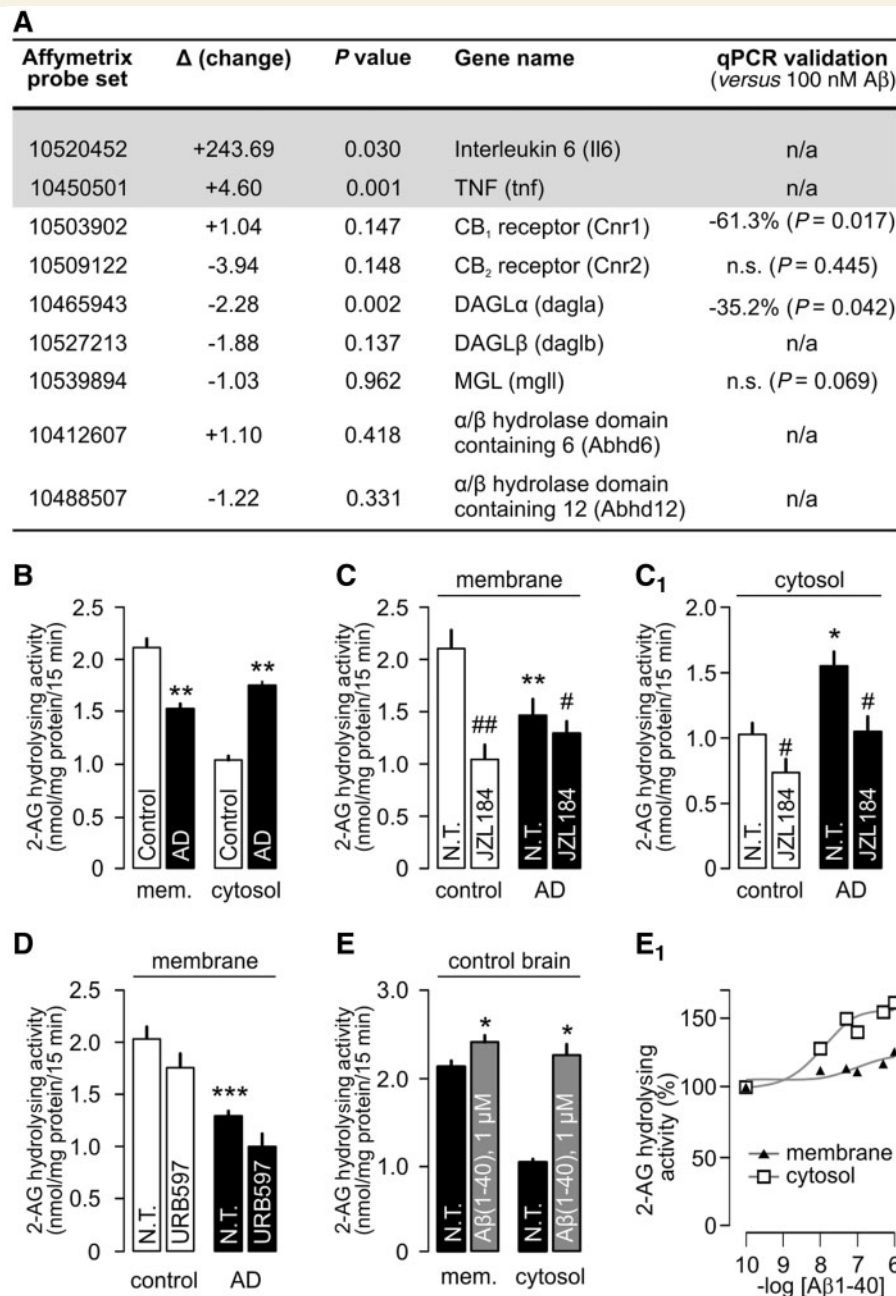 A
Affymetrix probe set Δ (change) P value Gene name qPCR validation (versus 100 nM Aβ)
10520452 +243.69 0.030 Interleukin 6 (Il6) n/a
10450501 +4.60 0.001 TNF (tnf) n/a
10503902 +1.04 0.147 CB1 receptor (Cnr1) -61.3% (P = 0.017)
10509122 -3.94 0.148 CB2 receptor (Cnr2) n.s. (P = 0.445)
10465943 -2.28 0.002 DAGLα (dagla) -35.2% (P = 0.042)
10527213 -1.88 0.137 DAGLβ (daglb) n/a
10539894 -1.03 0.962 MGL (mgll) n.s. (P = 0.069)
10412607 +1.10 0.418 α/β hydrolase domain containing 6 (Abhd6) n/a
10488507 -1.22 0.331 α/β hydrolase domain containing 12 (Abhd12) n/a
B
2-AG hydrolysing activity
(nmol/mg protein/15 min)
2.5
2.0
1.5
1.0
0.5
0
Control
** AD
Control
** AD
mem. cytosol
C
membrane
2-AG hydrolysing activity
(nmol/mg protein/15 min)
2.5
2.0
1.5
1.0
0.5
0
N.T.
## JZL184
** N.T.
# JZL184
control AD
C1
cytosol
2-AG hydrolysing activity
(nmol/mg protein/15 min)
2.0
1.5
1.0
0.5
0
N.T.
# JZL184
* N.T.
# JZL184
control AD
D
membrane
2-AG hydrolysing activity
(nmol/mg protein/15 min)
2.5
2.0
1.5
1.0
0.5
0
N.T.
URB597
*** N.T.
URB597
control AD
E
control brain
2-AG hydrolysing activity
(nmol/mg protein/15 min)
3.0
2.0
1.0
0
N.T.
* Aβ(1-40), 1 µM
N.T.
* Aβ(1-40), 1 µM
mem. cytosol
E1
2-AG hydrolysing
activity (%)
150
100
50
0
membrane
cytosol
10 9 8 7 6
-log [Aβ1-40]